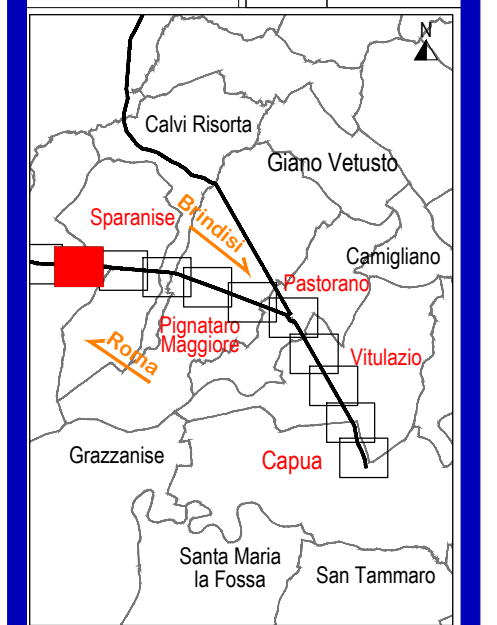 N
Calvi Risorta
Giano Vetusto
Sparanise
Brindisi
Camigliano
Pastorano
Pignataro
Maggiore
Roma
Vitulazio
Grazzanise
Capua
Santa Maria
la Fossa
San Tammaro